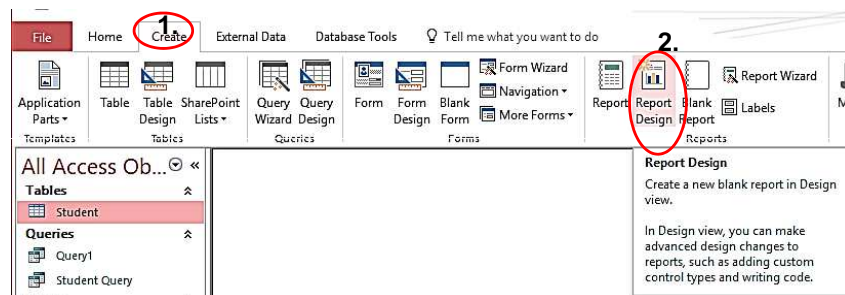 1.
File Home Create External Data Database Tools Tell me what you want to do
2.
Application Parts
Table
Table Design
SharePoint Lists
Query Wizard
Query Design
Form
Form Design
Blank Form
Form Wizard
Navigation
More Forms
Report
Report Design
Blank Report
Report Wizard
Labels
M
Templates Tables Queries Forms Reports
All Access Ob...
Tables
Student
Queries
Query1
Student Query
Report Design
Create a new blank report in Design
view.
In Design view, you can make
advanced design changes to
reports, such as adding custom
control types and writing code.